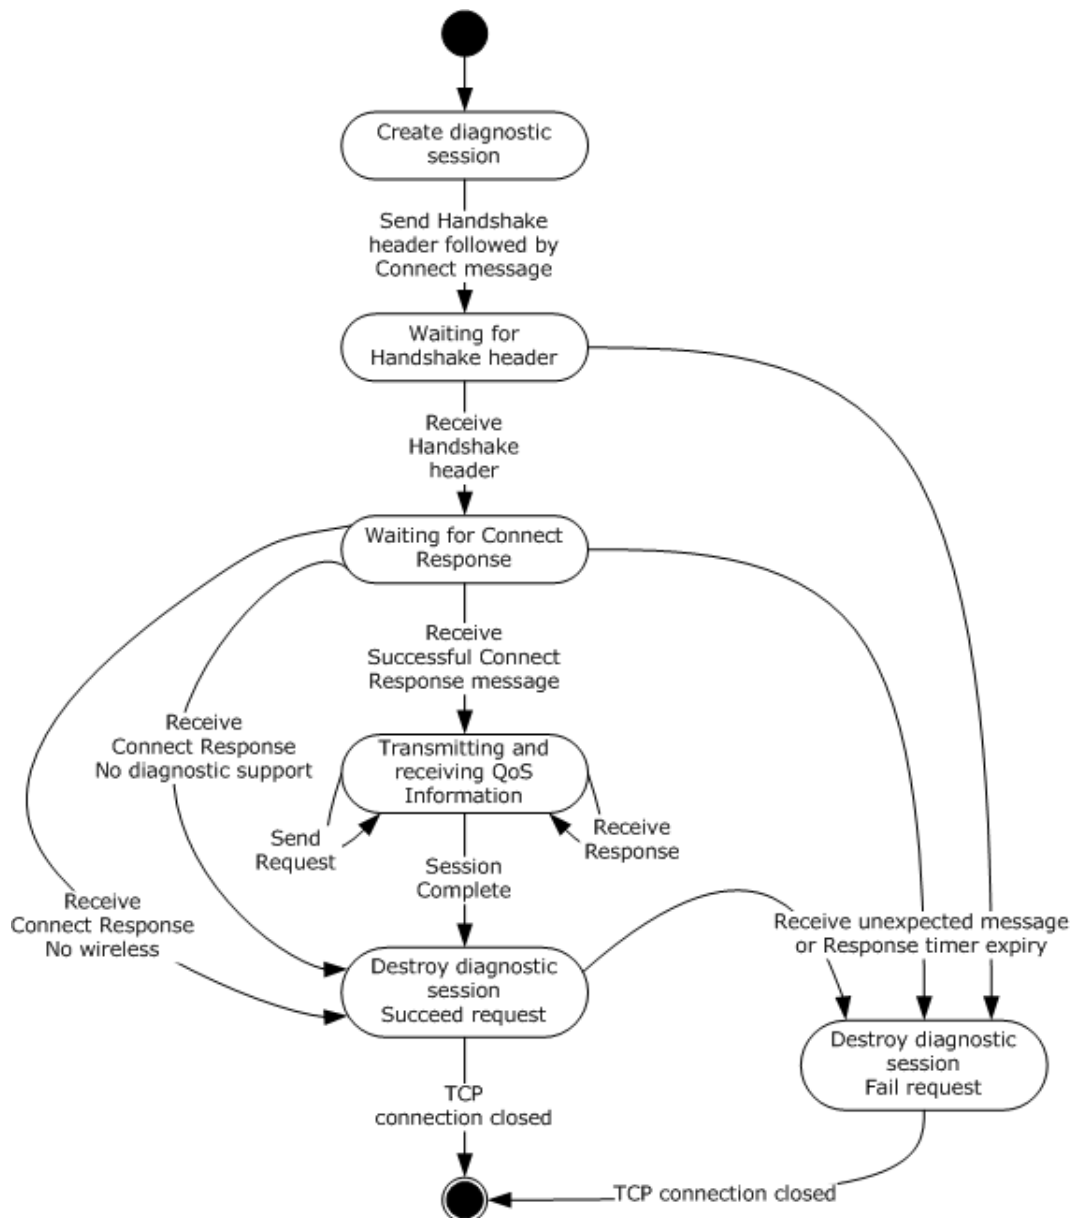 Create diagnostic
session
Send Handshake
header followed by
Connect message
Waiting for
Handshake header
Receive
Handshake
header
Waiting for Connect
Response
Receive
Successful Connect
Response message
Receive
Connect Response
No diagnostic support
Transmitting and
receiving QoS
Information
Send
Request
Receive
Response
Session
Complete
Receive
Connect Response
No wireless
Receive unexpected message
or Response timer expiry
Destroy diagnostic
session
Succeed request
Destroy diagnostic
session
Fail request
TCP
connection closed
TCP connection closed